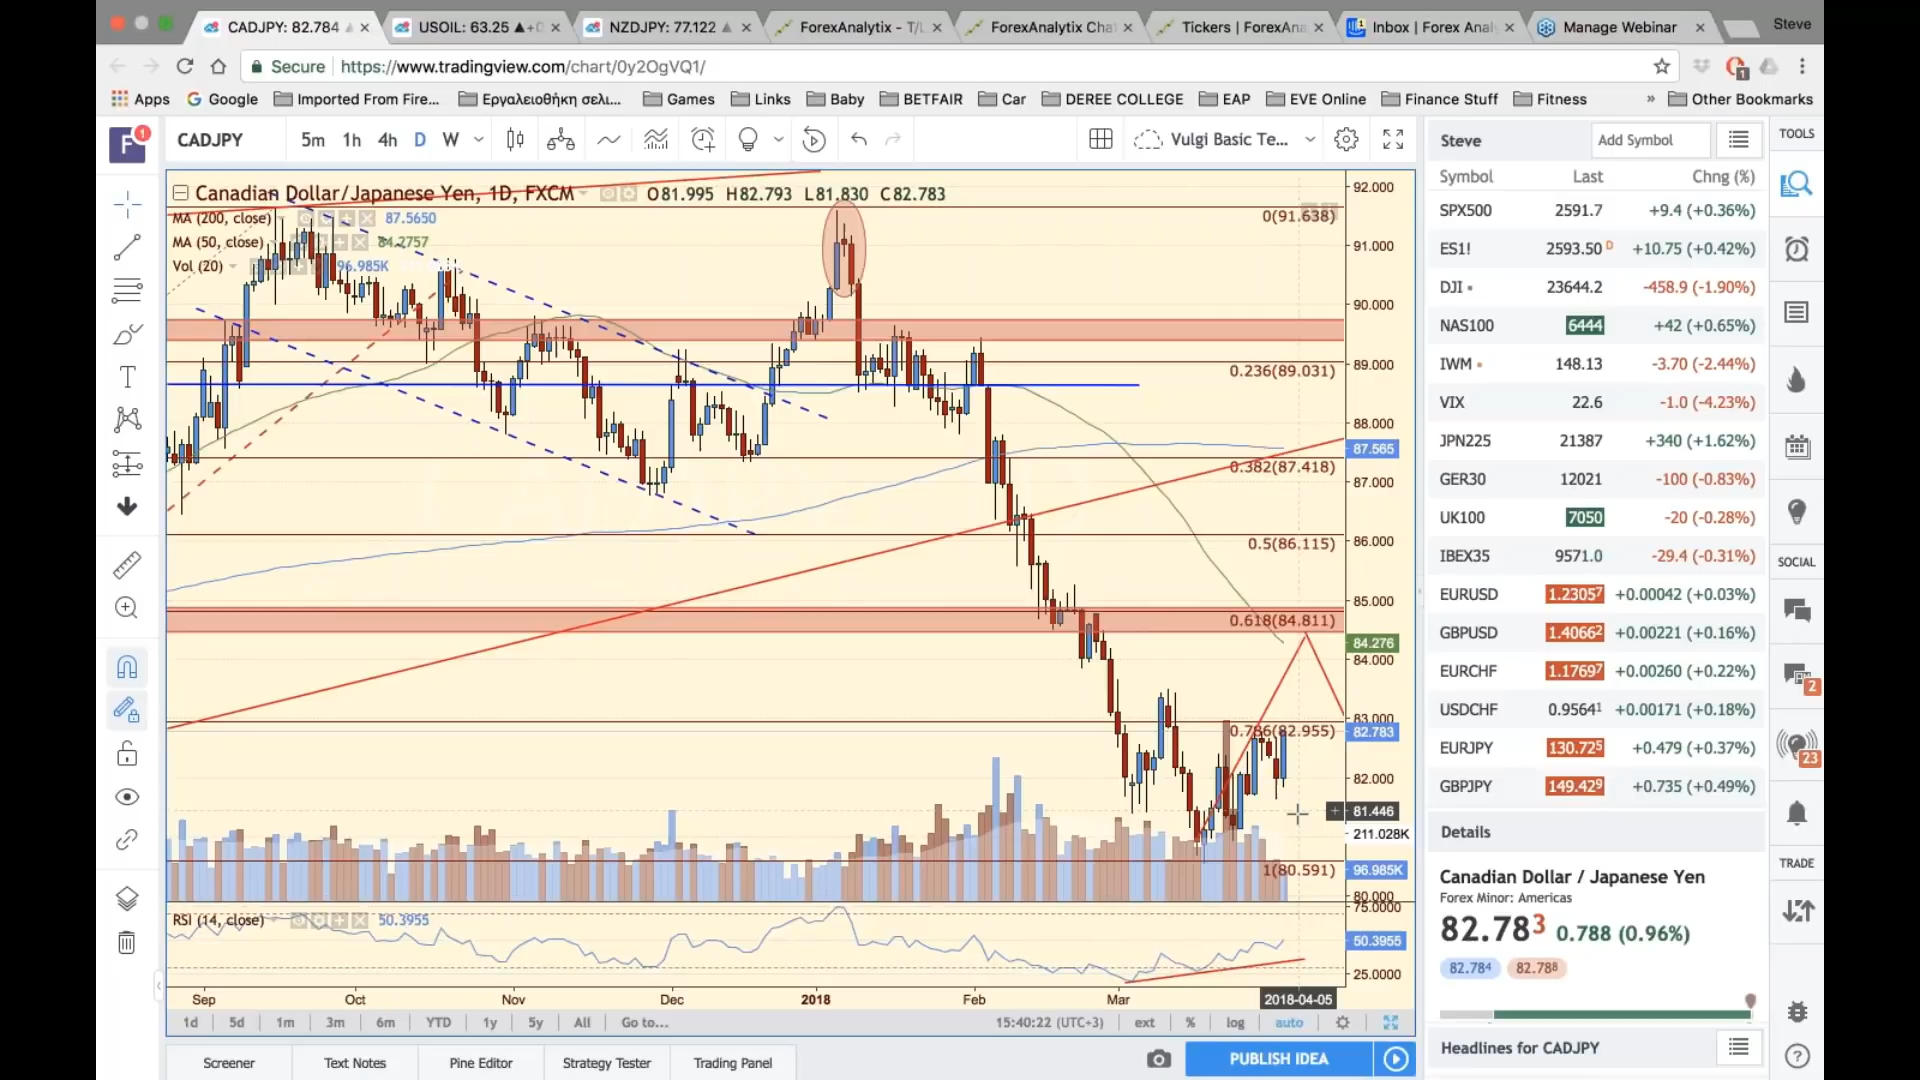 CADJPY: 82.784
USOIL: 63.25
NZDJPY: 77.122
ForexAnalytix - T/L
ForexAnalytix Cha
Tickers | ForexAna
Inbox | Forex Anal
Manage Webinar
Steve
Secure
https://www.tradingview.com/chart/0y2OgVQ1/
Apps
Google
Imported From Fire...
Εργαλειοθήκη σελι...
Games
Links
Baby
BETFAIR
Car
DEREE COLLEGE
EAP
EVE Online
Finance Stuff
Fitness
»
Other Bookmarks
F 1
CADJPY
5m 1h 4h D W
Vulgi Basic Te...
Canadian Dollar/Japanese Yen, 1D, FXCM O81.995 H82.793 L81.830 C82.783
MA (200, close) 87.5650
MA (50, close) 84.2757
Vol (20) 96.985K
0(91.638)
0.236(89.031)
0.382(87.418)
0.5(86.115)
0.618(84.811)
0.786(82.955)
1(80.591)
92.000
91.000
90.000
89.000
88.000
87.565
87.000
86.000
85.000
84.276
84.000
83.000
82.783
82.000
81.446
211.028K
96.985K
80.000
RSI (14, close) 50.3955
75.0000
50.3955
25.0000
Sep Oct Nov Dec 2018 Feb Mar 2018-04-05
1d 5d 1m 3m 6m YTD 1y 5y All Go to...
15:40:22 (UTC+3) ext % log auto
Screener Text Notes Pine Editor Strategy Tester Trading Panel
PUBLISH IDEA
Steve Add Symbol
Symbol Last Chng (%)
SPX500 2591.7 +9.4 (+0.36%)
ES1! 2593.50 D +10.75 (+0.42%)
DJI 23644.2 -458.9 (-1.90%)
NAS100 6444 +42 (+0.65%)
IWM 148.13 -3.70 (-2.44%)
VIX 22.6 -1.0 (-4.23%)
JPN225 21387 +340 (+1.62%)
GER30 12021 -100 (-0.83%)
UK100 7050 -20 (-0.28%)
IBEX35 9571.0 -29.4 (-0.31%)
EURUSD 1.23057 +0.00042 (+0.03%)
GBPUSD 1.40662 +0.00221 (+0.16%)
EURCHF 1.17697 +0.00260 (+0.22%)
USDCHF 0.95641 +0.00171 (+0.18%)
EURJPY 130.725 +0.479 (+0.37%)
GBPJPY 149.429 +0.735 (+0.49%)
Details
Canadian Dollar / Japanese Yen
Forex Minor: Americas
82.783 0.788 (0.96%)
82.784 82.788
Headlines for CADJPY
TOOLS
SOCIAL
2
23
TRADE